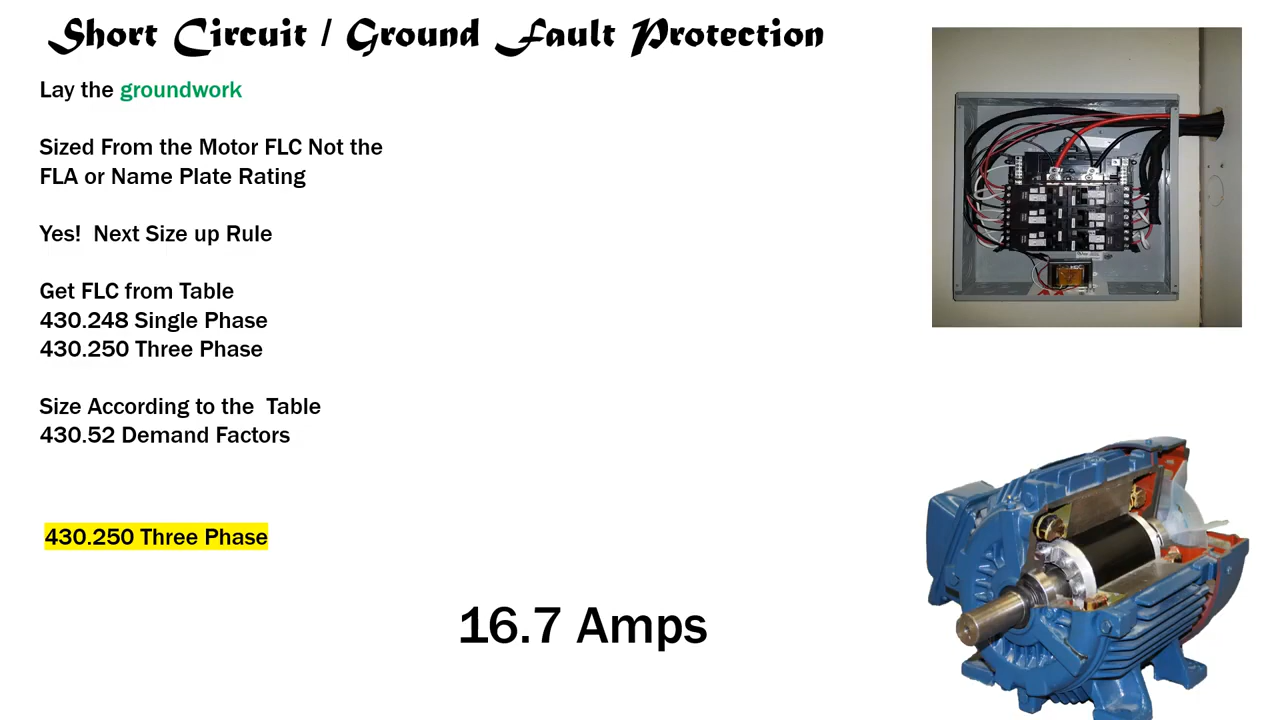 Short Circuit / Ground Fault Protection
Lay the groundwork
Sized From the Motor FLC Not the
FLA or Name Plate Rating
Yes!  Next Size up Rule
Get FLC from Table
430.248 Single Phase
430.250 Three Phase
Size According to the  Table
430.52 Demand Factors
430.250 Three Phase
16.7 Amps